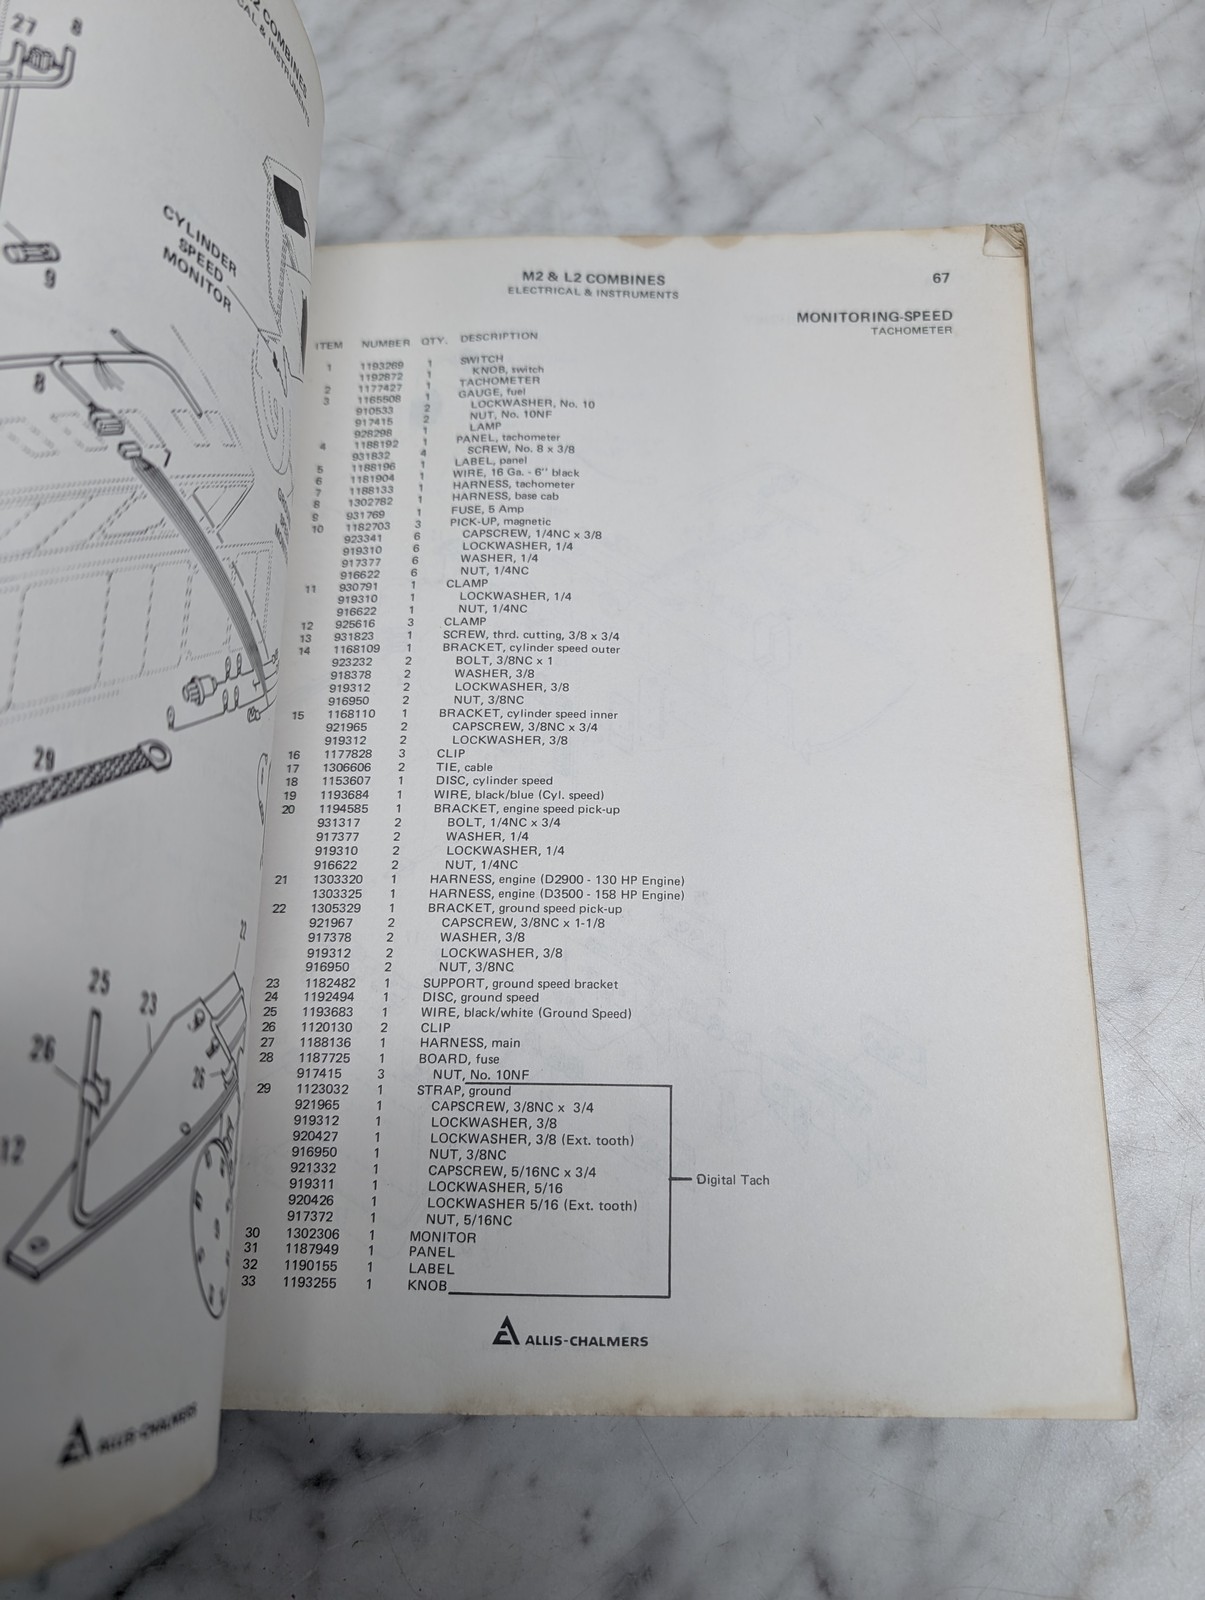 27 8
2 COMBINES
CAL & INSTRUMENTS
CYLINDER
SPEED
MONITOR
9
8
7
29
25
23
26
26
12
ALLIS-CHALMERS
M2 & L2 COMBINES
ELECTRICAL & INSTRUMENTS
67
MONITORING-SPEED
TACHOMETER
ITEM NUMBER QTY. DESCRIPTION
1 1193269 1 SWITCH
1192872 1 KNOB, switch
2 1177427 1 TACHOMETER
3 1165508 1 GAUGE, fuel
910533 2 LOCKWASHER, No. 10
917415 2 NUT, No. 10NF
928298 1 LAMP
4 1188192 1 PANEL, tachometer
931832 4 SCREW, No. 8 x 3/8
5 1188196 1 LABEL, panel
6 1181904 1 WIRE, 16 Ga. - 6" black
7 1188133 1 HARNESS, tachometer
8 1302782 1 HARNESS, base cab
9 931769 1 FUSE, 5 Amp
10 1182703 3 PICK-UP, magnetic
923341 6 CAPSCREW, 1/4NC x 3/8
919310 6 LOCKWASHER, 1/4
917377 6 WASHER, 1/4
916622 6 NUT, 1/4NC
11 930791 1 CLAMP
919310 1 LOCKWASHER, 1/4
916622 1 NUT, 1/4NC
12 925616 3 CLAMP
13 931823 1 SCREW, thrd. cutting, 3/8 x 3/4
14 1168109 1 BRACKET, cylinder speed outer
923232 2 BOLT, 3/8NC x 1
918378 2 WASHER, 3/8
919312 2 LOCKWASHER, 3/8
916950 2 NUT, 3/8NC
15 1168110 1 BRACKET, cylinder speed inner
921965 2 CAPSCREW, 3/8NC x 3/4
919312 2 LOCKWASHER, 3/8
16 1177828 3 CLIP
17 1306606 2 TIE, cable
18 1153607 1 DISC, cylinder speed
19 1193684 1 WIRE, black/blue (Cyl. speed)
20 1194585 1 BRACKET, engine speed pick-up
931317 2 BOLT, 1/4NC x 3/4
917377 2 WASHER, 1/4
919310 2 LOCKWASHER, 1/4
916622 2 NUT, 1/4NC
21 1303320 1 HARNESS, engine (D2900 - 130 HP Engine)
1303325 1 HARNESS, engine (D3500 - 158 HP Engine)
22 1305329 1 BRACKET, ground speed pick-up
921967 2 CAPSCREW, 3/8NC x 1-1/8
917378 2 WASHER, 3/8
919312 2 LOCKWASHER, 3/8
916950 2 NUT, 3/8NC
23 1182482 1 SUPPORT, ground speed bracket
24 1192494 1 DISC, ground speed
25 1193683 1 WIRE, black/white (Ground Speed)
26 1120130 2 CLIP
27 1188136 1 HARNESS, main
28 1187725 1 BOARD, fuse
917415 3 NUT, No. 10NF
29 1123032 1 STRAP, ground
921965 1 CAPSCREW, 3/8NC x 3/4
919312 1 LOCKWASHER, 3/8
920427 1 LOCKWASHER, 3/8 (Ext. tooth)
916950 1 NUT, 3/8NC
921332 1 CAPSCREW, 5/16NC x 3/4
919311 1 LOCKWASHER, 5/16
920426 1 LOCKWASHER 5/16 (Ext. tooth)
917372 1 NUT, 5/16NC
30 1302306 1 MONITOR
31 1187949 1 PANEL
32 1190155 1 LABEL
33 1193255 1 KNOB
Digital Tach
ALLIS-CHALMERS